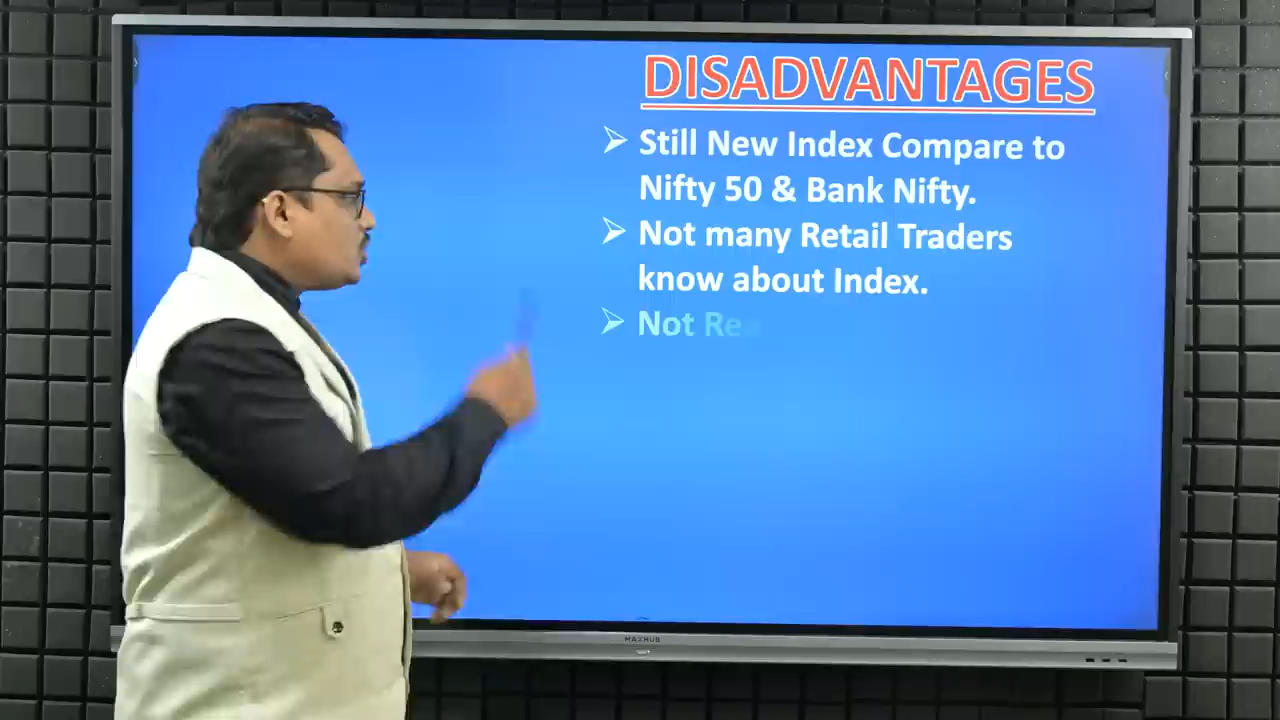 DISADVANTAGES
➢ Still New Index Compare to
Nifty 50 & Bank Nifty.
➢ Not many Retail Traders
know about Index.
➢ Not
MAXHUB